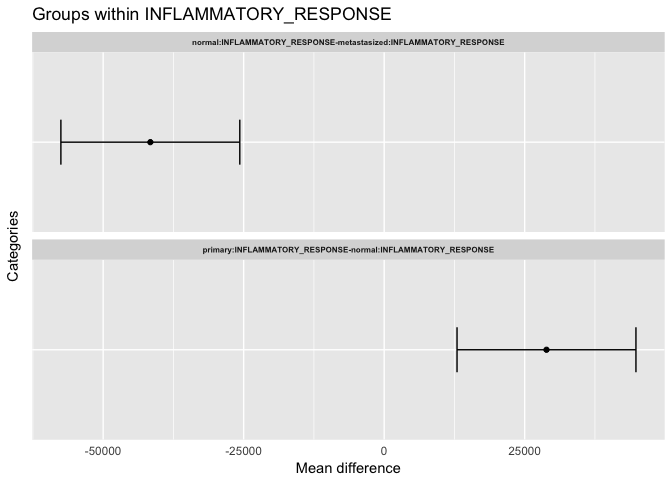 Groups within INFLAMMATORY_RESPONSE
normal:INFLAMMATORY_RESPONSE-metastasized:INFLAMMATORY_RESPONSE
Categories
primary:INFLAMMATORY_RESPONSE-normal:INFLAMMATORY_RESPONSE
-50000 -25000 0 25000
Mean difference